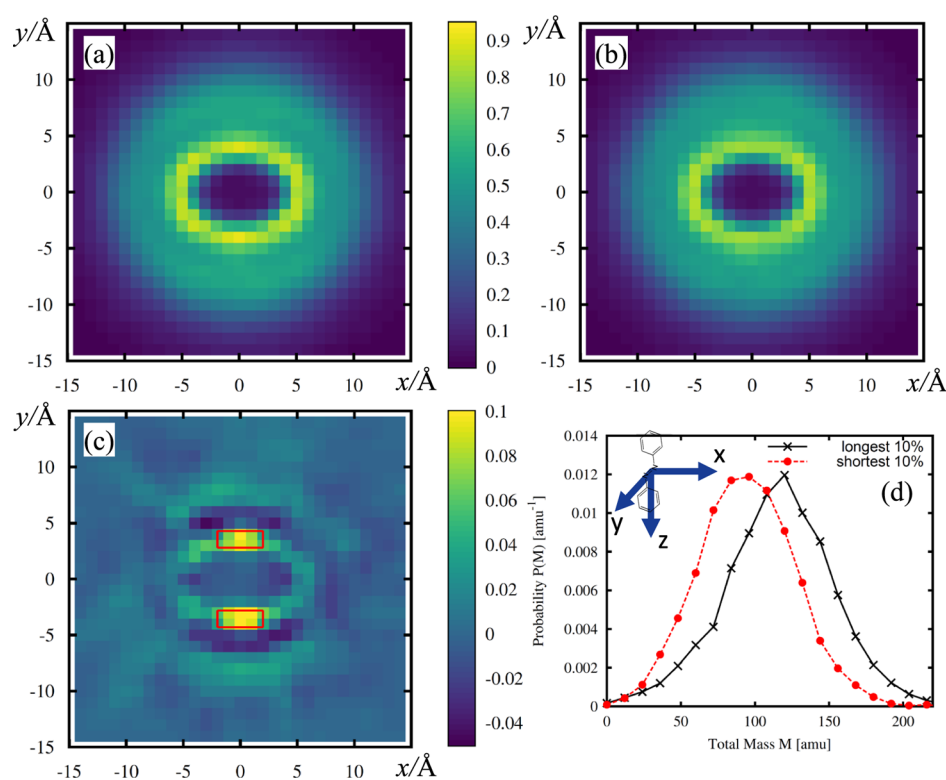 y/Å
(a)
10
5
0
-5
-10
-15
-15 -10 -5 0 5 10 x/Å
0.9
0.8
0.7
0.6
0.5
0.4
0.3
0.2
0.1
0
y/Å
(b)
10
5
0
-5
-10
-15
-15 -10 -5 0 5 10 x/Å
y/Å
(c)
10
5
0
-5
-10
-15
-15 -10 -5 0 5 10 x/Å
0.1
0.08
0.06
0.04
0.02
0
-0.02
-0.04
(d)
longest 10%
shortest 10%
x
y
z
Probability P(M) [amu⁻¹]
0.014
0.012
0.01
0.008
0.006
0.004
0.002
0
0 50 100 150 200
Total Mass M [amu]